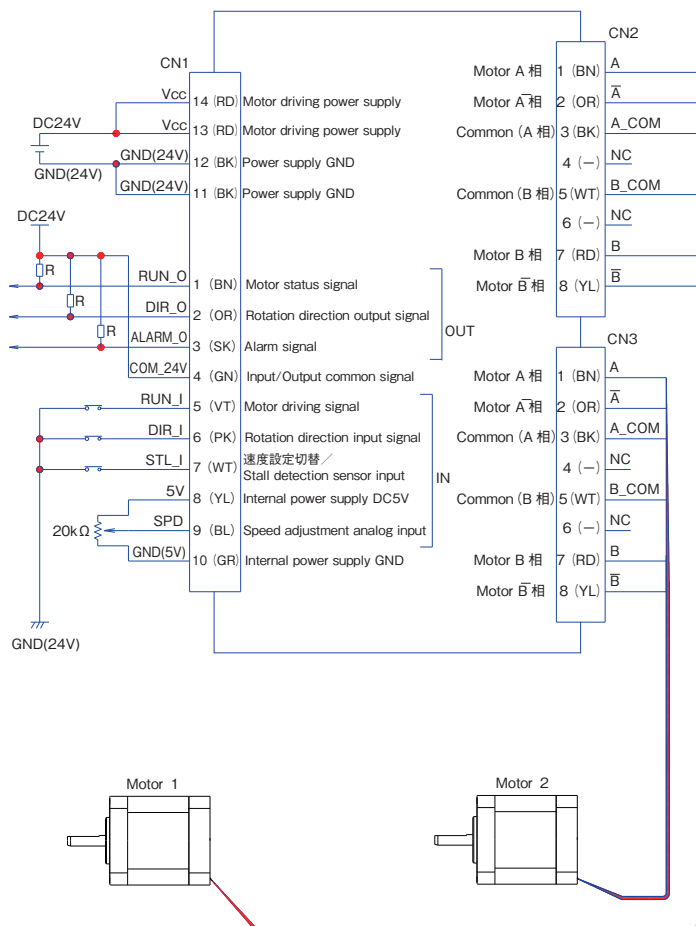 CN1
Vcc
14 (RD) Motor driving power supply
DC24V
Vcc
13 (RD) Motor driving power supply
GND(24V)
12 (BK) Power supply GND
GND(24V)
GND(24V)
11 (BK) Power supply GND
DC24V
R
RUN_O
1 (BN) Motor status signal
R
DIR_O
2 (OR) Rotation direction output signal
R
ALARM_O
3 (SK) Alarm signal
OUT
COM_24V
4 (GN) Input/Output common signal
RUN_I
5 (VT) Motor driving signal
DIR_I
6 (PK) Rotation direction input signal
STL_I
7 (WT) 速度設定切替/
Stall detection sensor input
IN
5V
8 (YL) Internal power supply DC5V
20kΩ
SPD
9 (BL) Speed adjustment analog input
GND(5V)
10 (GR) Internal power supply GND
GND(24V)
CN2
Motor A 相 1 (BN) A
Motor A̅ 相 2 (OR) A̅
Common (A 相) 3 (BK) A_COM
4 (－) NC
Common (B 相) 5 (WT) B_COM
6 (－) NC
Motor B 相 7 (RD) B
Motor B̅ 相 8 (YL) B̅
CN3
Motor A 相 1 (BN) A
Motor A̅ 相 2 (OR) A̅
Common (A 相) 3 (BK) A_COM
4 (－) NC
Common (B 相) 5 (WT) B_COM
6 (－) NC
Motor B 相 7 (RD) B
Motor B̅ 相 8 (YL) B̅
Motor 1
Motor 2